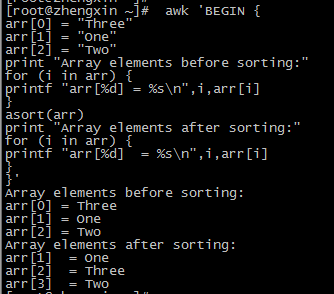 [root@zhengxin ~]#  awk 'BEGIN {
arr[0] = "Three"
arr[1] = "One"
arr[2] = "Two"
print "Array elements before sorting:"
for (i in arr) {
printf "arr[%d] = %s\n",i,arr[i]
}
asort(arr)
print "Array elements after sorting:"
for (i in arr) {
printf "arr[%d]  = %s\n",i,arr[i]
}
}'
Array elements before sorting:
arr[0] = Three
arr[1] = One
arr[2] = Two
Array elements after sorting:
arr[1]  = One
arr[2]  = Three
arr[3]  = Two